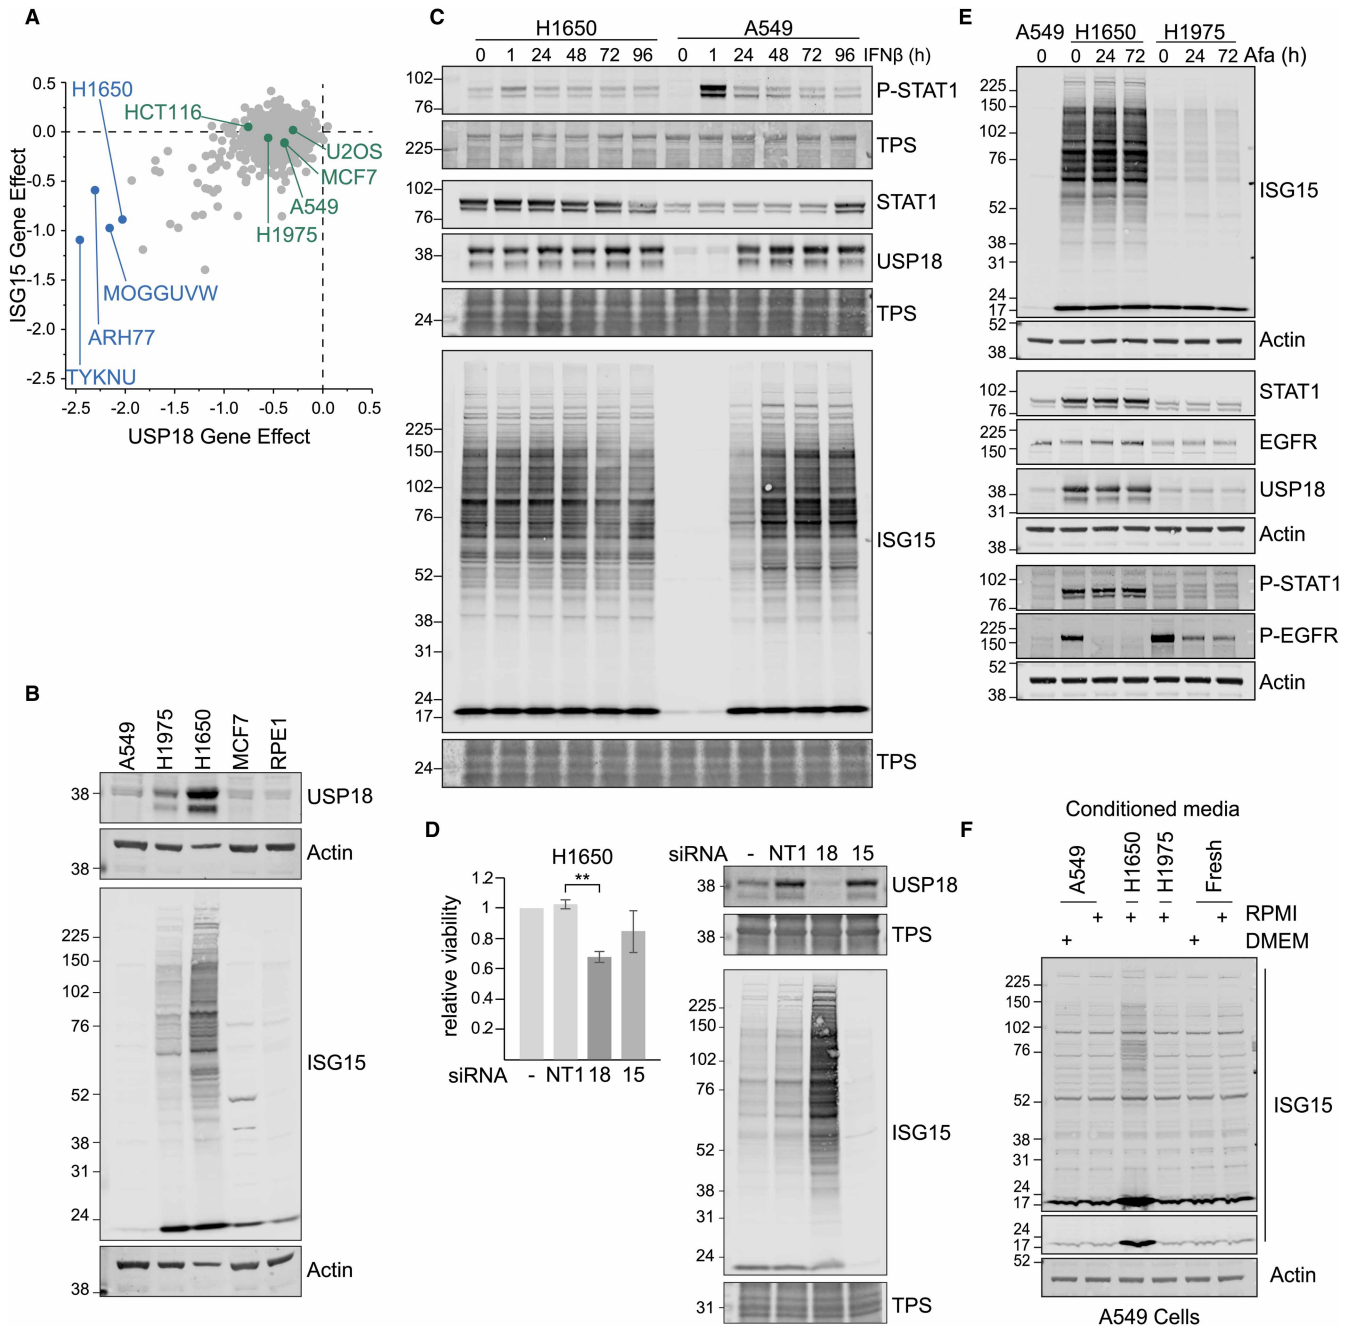 A
0.5
0.0
-0.5
-1.0
-1.5
-2.0
-2.5
ISG15 Gene Effect
H1650
HCT116
U2OS
MCF7
A549
H1975
MOGGUVW
ARH77
TYKNU
-2.5 -2.0 -1.5 -1.0 -0.5 0.0 0.5
USP18 Gene Effect
B
A549 H1975 H1650 MCF7 RPE1
38 USP18
Actin
38
225
150
102
76
ISG15
52
38
31
24
Actin
38
C
H1650 A549
0 1 24 48 72 96 0 1 24 48 72 96 IFNβ (h)
102
P-STAT1
76
TPS
225
102
STAT1
76
38 USP18
TPS
24
225
150
102
76
ISG15
52
38
31
24
17
TPS
24
D
H1650
**
12
1
0.8
0.6
0.4
0.2
relative viability
siRNA - NT1 18 15
siRNA - NT1 18 15
38 USP18
38 TPS
225
150
102
76
ISG15
52
38
31
24
31 TPS
E
A549 H1650 H1975
0 0 24 72 0 24 72 Afa (h)
225
150
102
76
ISG15
52
38
31
24
17
52
Actin
38
102 STAT1
76
225 EGFR
150
38 USP18
31
Actin
38
102 P-STAT1
76
225 P-EGFR
150
52
Actin
38
F
Conditioned media
A549 H1650 H1975 Fresh
+ + + + RPMI
+ + DMEM
225
150
102
76
52 ISG15
38
31
24
17
24
17
52
Actin
A549 Cells